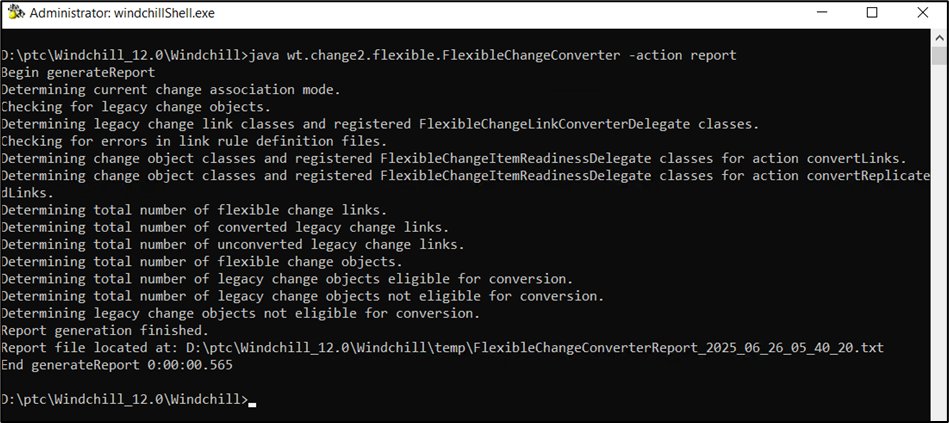 Administrator: windchillShell.exe
D:\ptc\Windchill_12.0\Windchill>java wt.change2.flexible.FlexibleChangeConverter -action report
Begin generateReport
Determining current change association mode.
Checking for legacy change objects.
Determining legacy change link classes and registered FlexibleChangeLinkConverterDelegate classes.
Checking for errors in link rule definition files.
Determining change object classes and registered FlexibleChangeItemReadinessDelegate classes for action convertLinks.
Determining change object classes and registered FlexibleChangeItemReadinessDelegate classes for action convertReplicate
dLinks.
Determining total number of flexible change links.
Determining total number of converted legacy change links.
Determining total number of unconverted legacy change links.
Determining total number of flexible change objects.
Determining total number of legacy change objects eligible for conversion.
Determining total number of legacy change objects not eligible for conversion.
Determining legacy change objects not eligible for conversion.
Report generation finished.
Report file located at: D:\ptc\Windchill_12.0\Windchill\temp\FlexibleChangeConverterReport_2025_06_26_05_40_20.txt
End generateReport 0:00:00.565
D:\ptc\Windchill_12.0\Windchill>